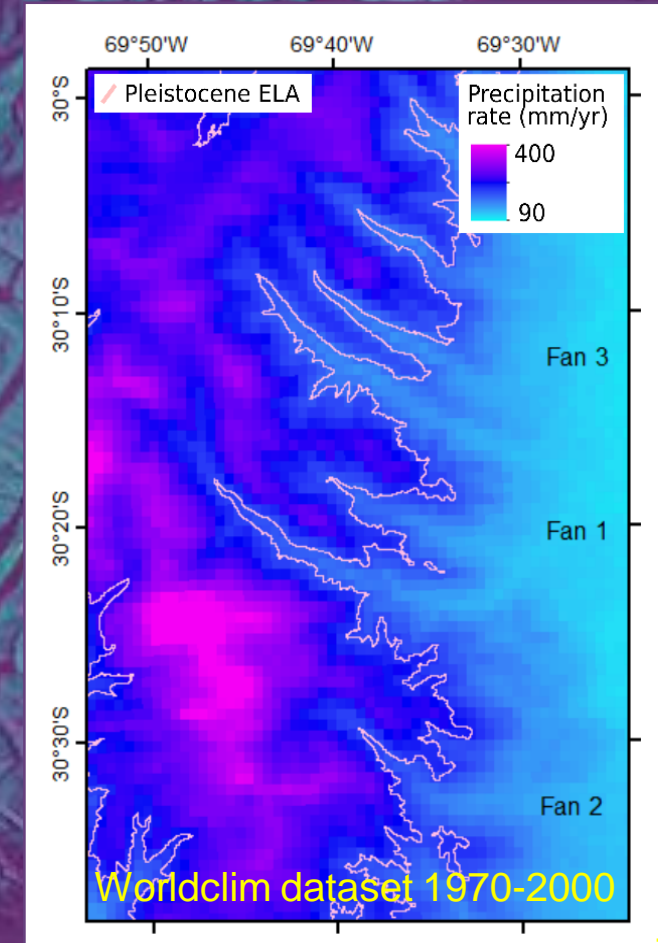 69°50'W 69°40'W 69°30'W
30°S
Pleistocene ELA
Precipitation
rate (mm/yr)
400
90
30°10'S
Fan 3
30°20'S
Fan 1
30°30'S
Fan 2
Worldclim dataset 1970-2000